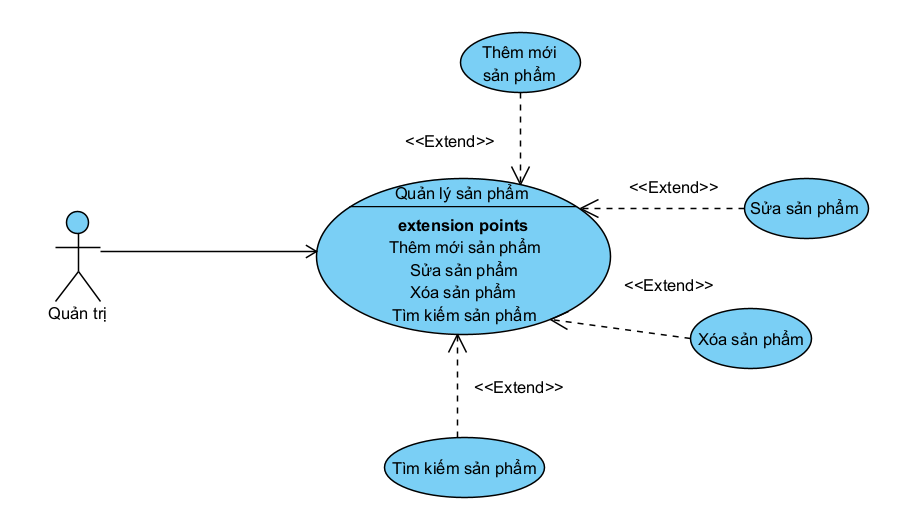 Thêm mới
sản phẩm
<<Extend>>
Quản lý sản phẩm
<<Extend>>
Sửa sản phẩm
extension points
Thêm mới sản phẩm
Sửa sản phẩm
Xóa sản phẩm
Tìm kiếm sản phẩm
<<Extend>>
Quản trị
Xóa sản phẩm
<<Extend>>
Tìm kiếm sản phẩm